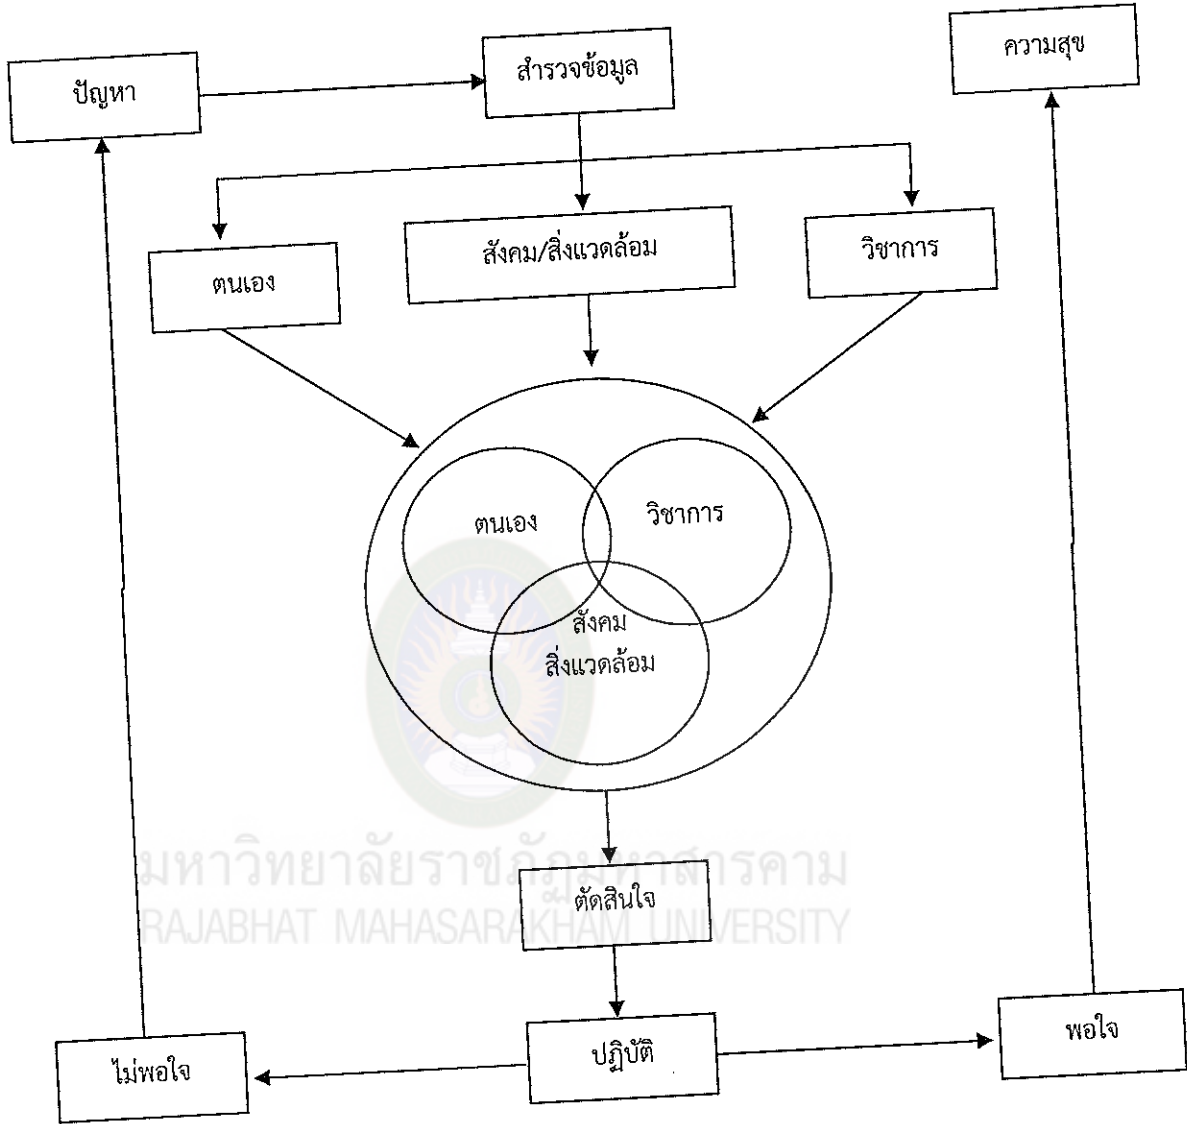 ปัญหา
สำรวจข้อมูล
ความสุข
ตนเอง
สังคม/สิ่งแวดล้อม
วิชาการ
ตนเอง
วิชาการ
สังคม
สิ่งแวดล้อม
มหาวิทยาลัยราชภัฏมหาสารคาม
RAJABHAT MAHASARAKHAM UNIVERSITY
ตัดสินใจ
ไม่พอใจ
ปฏิบัติ
พอใจ